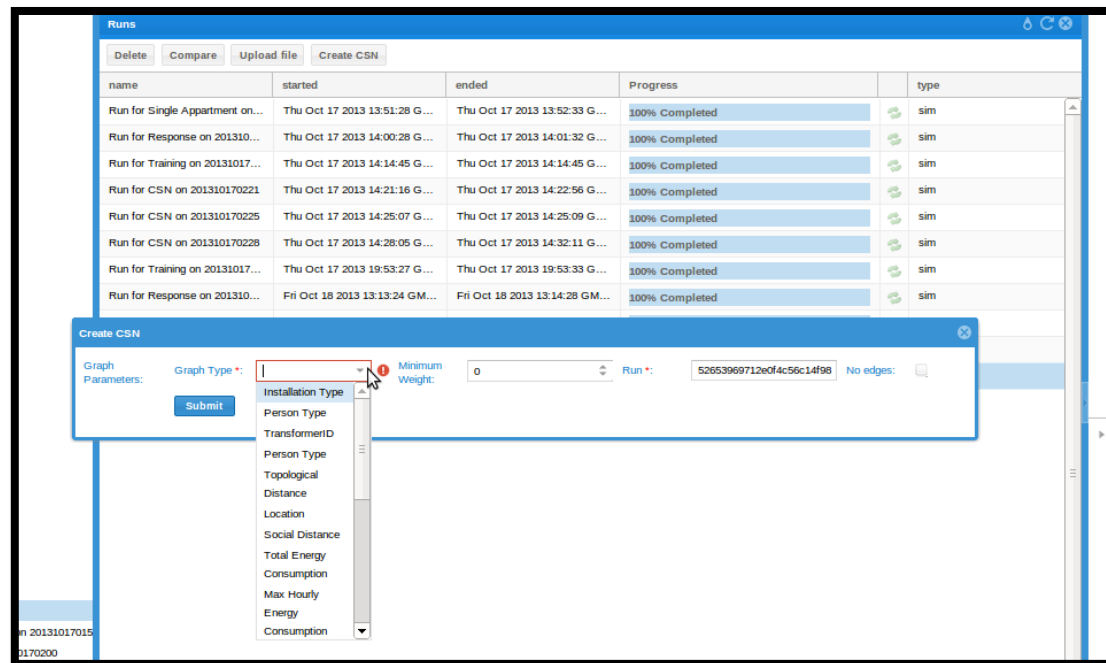 Runs
Delete Compare Upload file Create CSN
name started ended Progress type
Run for Single Appartment on... Thu Oct 17 2013 13:51:28 G... Thu Oct 17 2013 13:52:33 G... 100% Completed sim
Run for Response on 201310... Thu Oct 17 2013 14:00:28 G... Thu Oct 17 2013 14:01:32 G... 100% Completed sim
Run for Training on 20131017... Thu Oct 17 2013 14:14:45 G... Thu Oct 17 2013 14:14:45 G... 100% Completed sim
Run for CSN on 201310170221 Thu Oct 17 2013 14:21:16 G... Thu Oct 17 2013 14:22:56 G... 100% Completed sim
Run for CSN on 201310170225 Thu Oct 17 2013 14:25:07 G... Thu Oct 17 2013 14:25:09 G... 100% Completed sim
Run for CSN on 201310170228 Thu Oct 17 2013 14:28:05 G... Thu Oct 17 2013 14:32:11 G... 100% Completed sim
Run for Training on 20131017... Thu Oct 17 2013 19:53:27 G... Thu Oct 17 2013 19:53:33 G... 100% Completed sim
Run for Response on 201310... Fri Oct 18 2013 13:13:24 GM... Fri Oct 18 2013 13:14:28 GM... 100% Completed sim
Create CSN
Graph Parameters: Graph Type *: Minimum Weight: 0 Run *: 52653969712e0f4c56c14f98 No edges:
Submit
Installation Type
Person Type
TransformerID
Person Type
Topological
Distance
Location
Social Distance
Total Energy
Consumption
Max Hourly
Energy
Consumption
on 20131017015
0170200